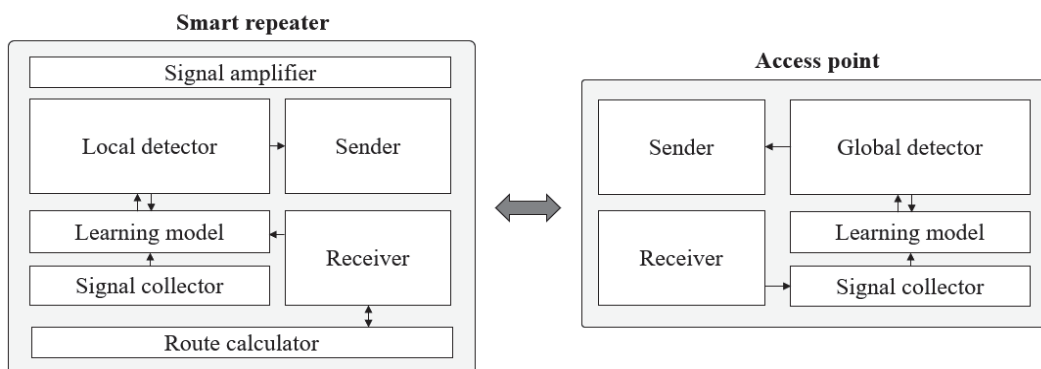 Smart repeater
Signal amplifier
Local detector
Sender
Learning model
Receiver
Signal collector
Route calculator
Access point
Sender
Global detector
Receiver
Learning model
Signal collector